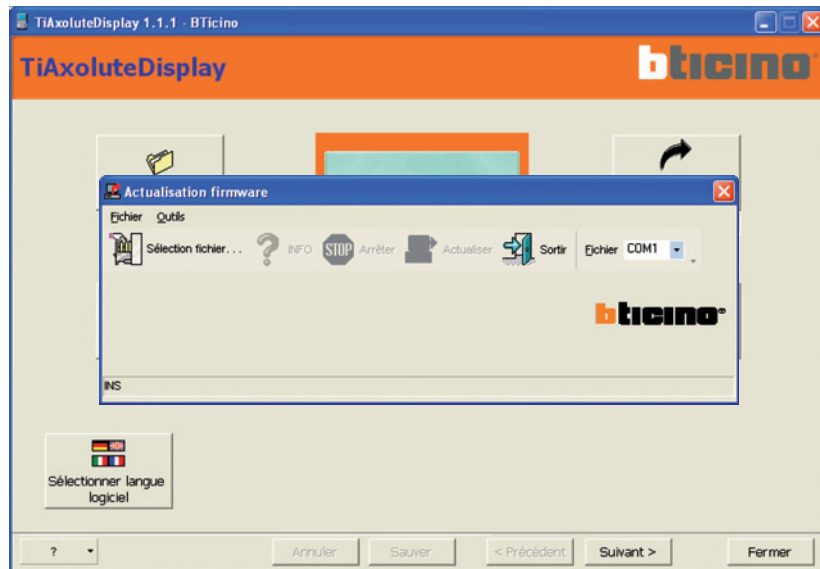 TiAxoluteDisplay 1.1.1 - BTicino
TiAxoluteDisplay
bticino
Actualisation firmware
Fichier Outils
Sélection fichier... INFO STOP Arrêter Actualiser Sortir Fichier COM1
bticino
INS
Sélectionner langue
logiciel
? Annuler Sauver < Précédent Suivant > Fermer